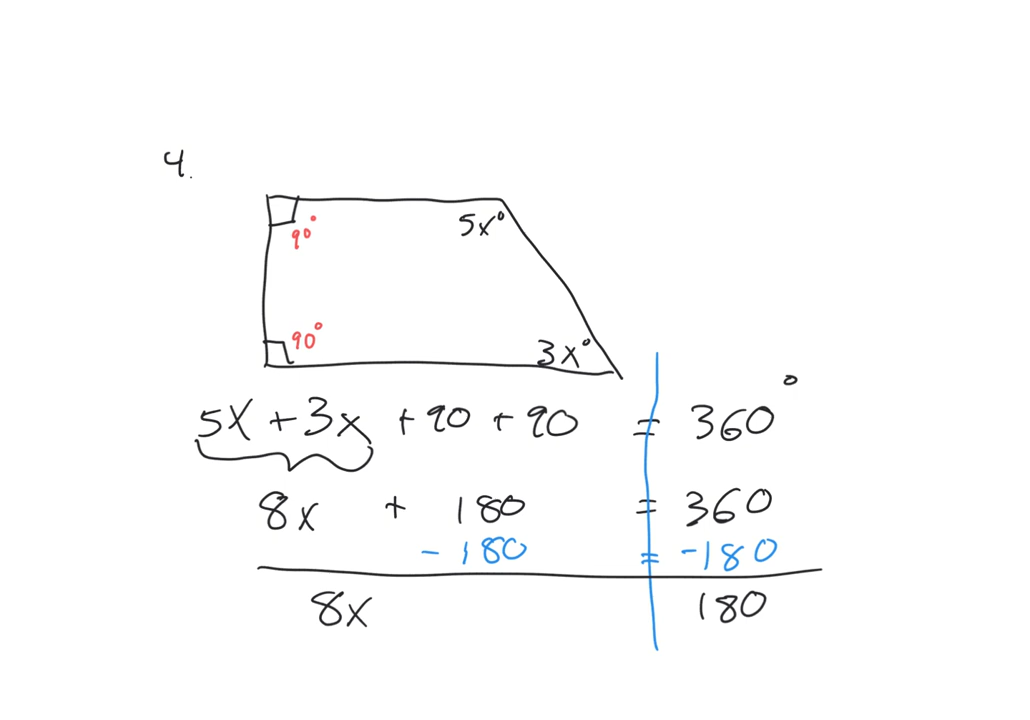 4.
5x°
90°
90°
3x°
5x + 3x + 90 + 90 = 360°
8x + 180 = 360
- 180 = -180
8x 180